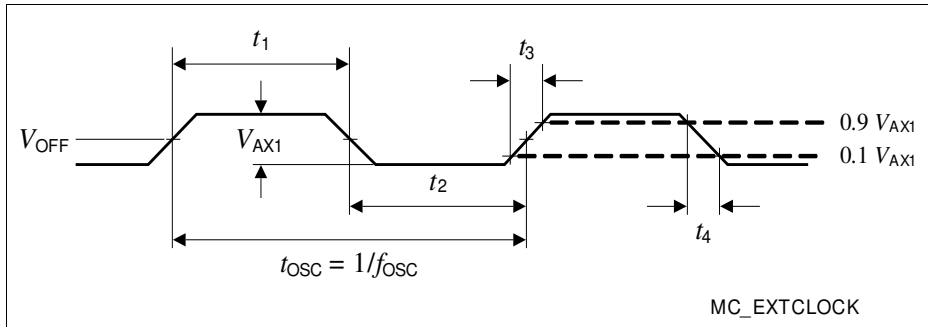 t1
t3
VOFF
VAX1
0.9 VAX1
0.1 VAX1
t2
t4
tOSC = 1/fOSC
MC_EXTCLOCK